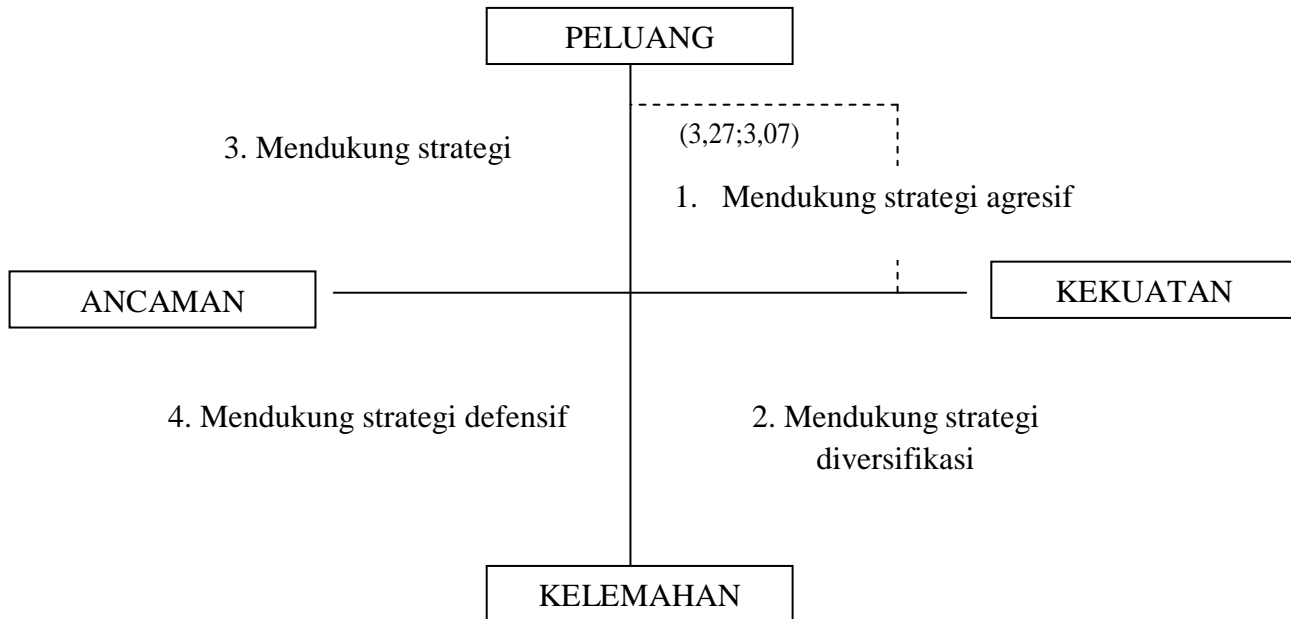 PELUANG
(3,27;3,07)
3. Mendukung strategi
1. Mendukung strategi agresif
ANCAMAN
KEKUATAN
4. Mendukung strategi defensif
2. Mendukung strategi
diversifikasi
KELEMAHAN